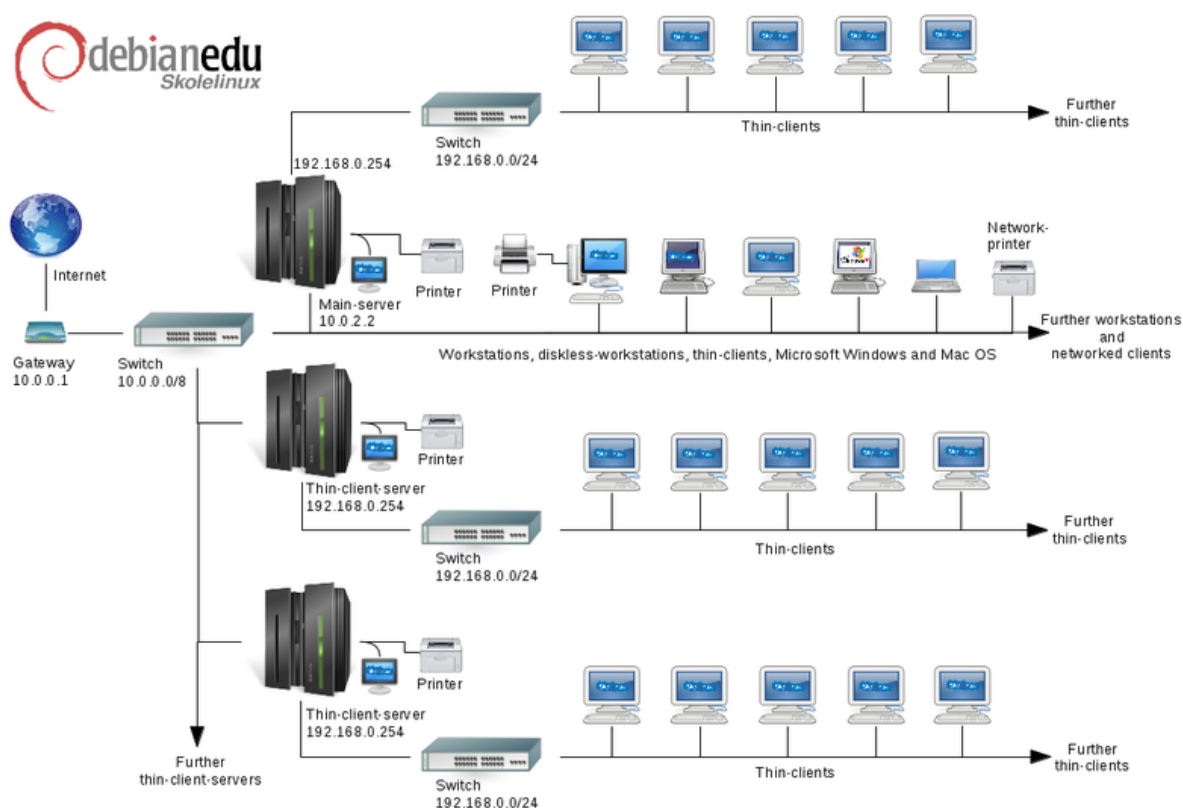 debianedu
Skolelinux
Thin-clients
Further
thin-clients
Switch
192.168.0.0/24
192.168.0.254
Internet
Gateway
10.0.0.1
Switch
10.0.0.0/8
Main-server
10.0.2.2
Printer
Printer
Network-
printer
Workstations, diskless-workstations, thin-clients, Microsoft Windows and Mac OS
Further workstations
and
networked clients
Printer
Thin-client-server
192.168.0.254
Switch
192.168.0.0/24
Thin-clients
Further
thin-clients
Printer
Thin-client-server
192.168.0.254
Switch
192.168.0.0/24
Thin-clients
Further
thin-clients
Further
thin-client-servers